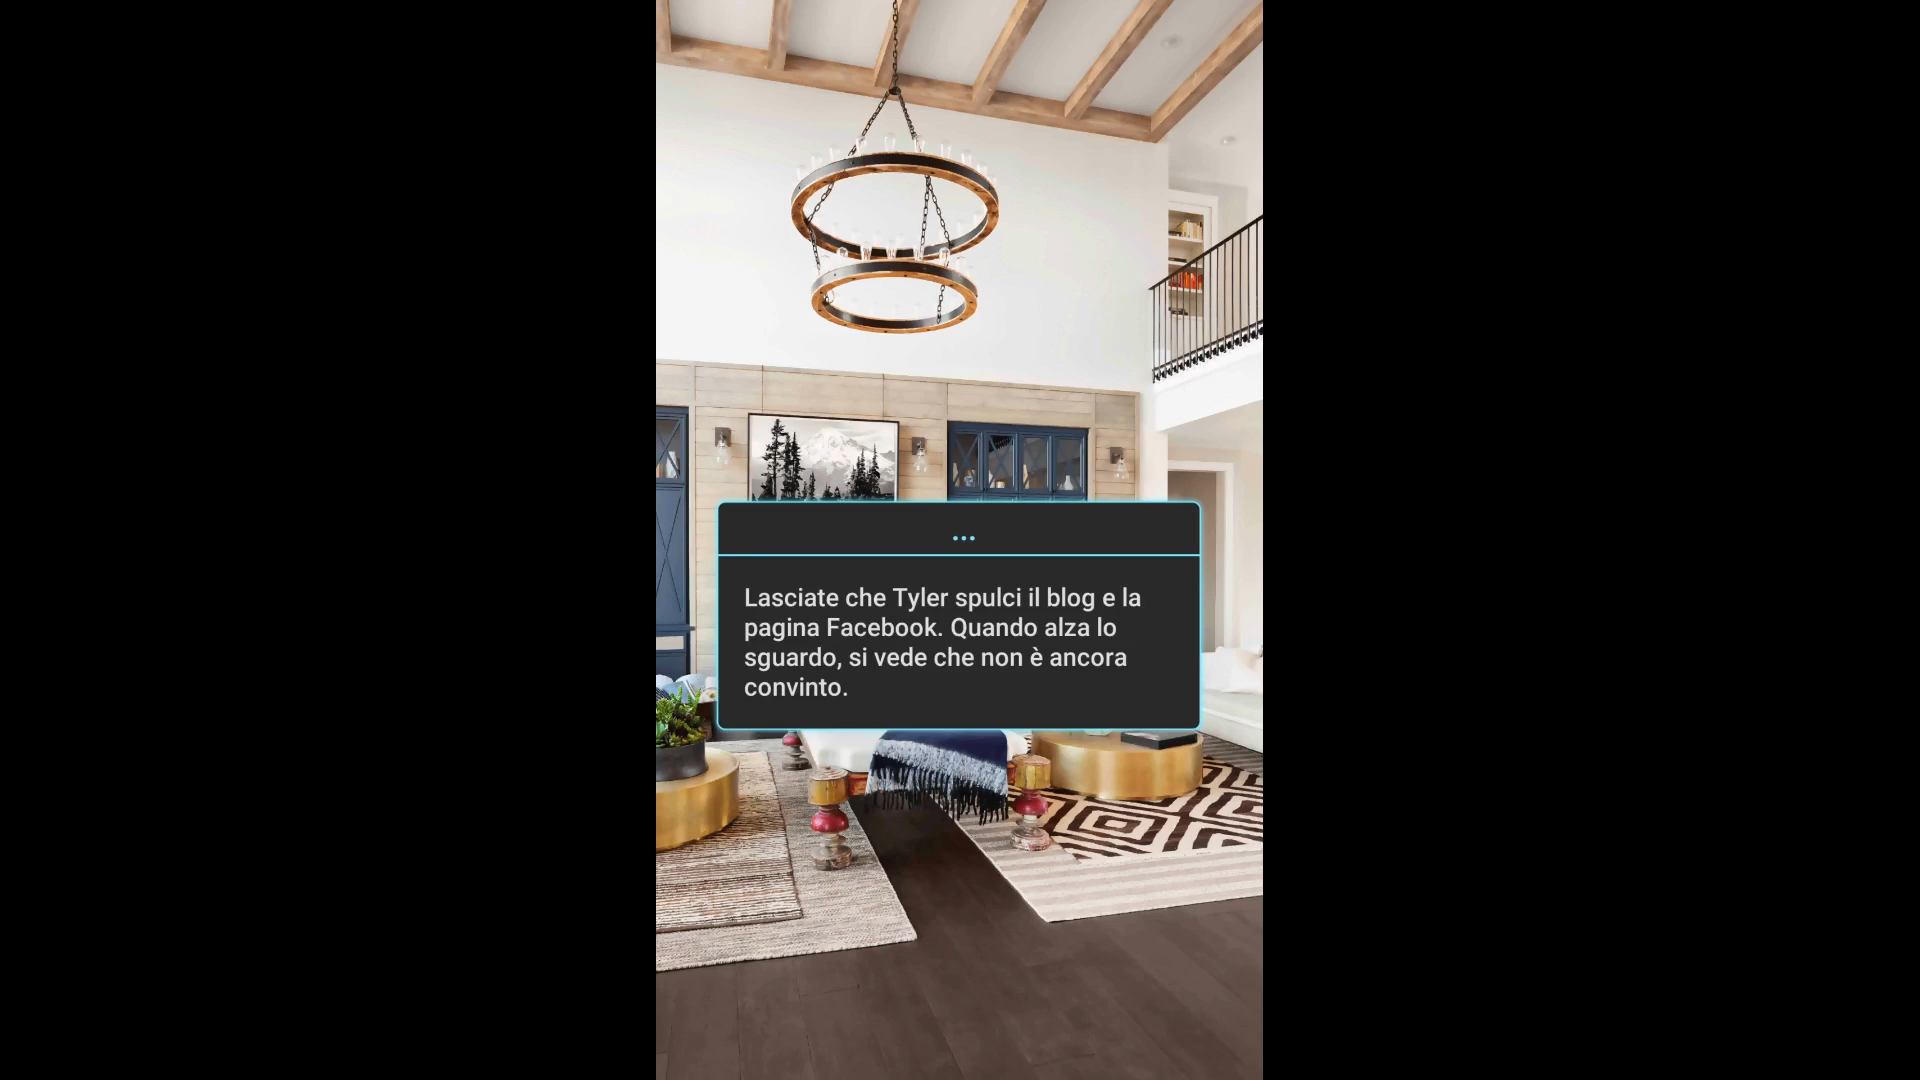 ...
Lasciate che Tyler spulci il blog e la
pagina Facebook. Quando alza lo
sguardo, si vede che non è ancora
convinto.